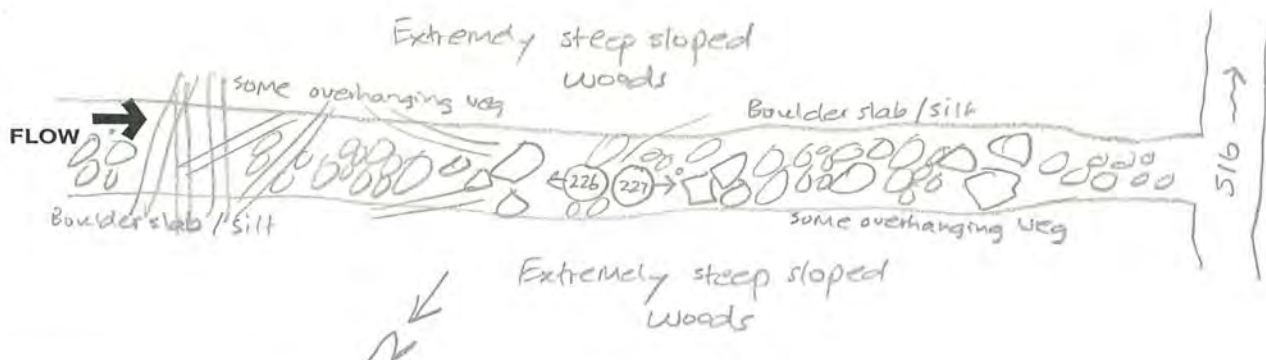 Extremely steep sloped
woods
some overhanging veg
Boulder slab / silt
FLOW
226
227
516
Boulder slab / silt
some overhanging veg
Extremely steep sloped
woods
N